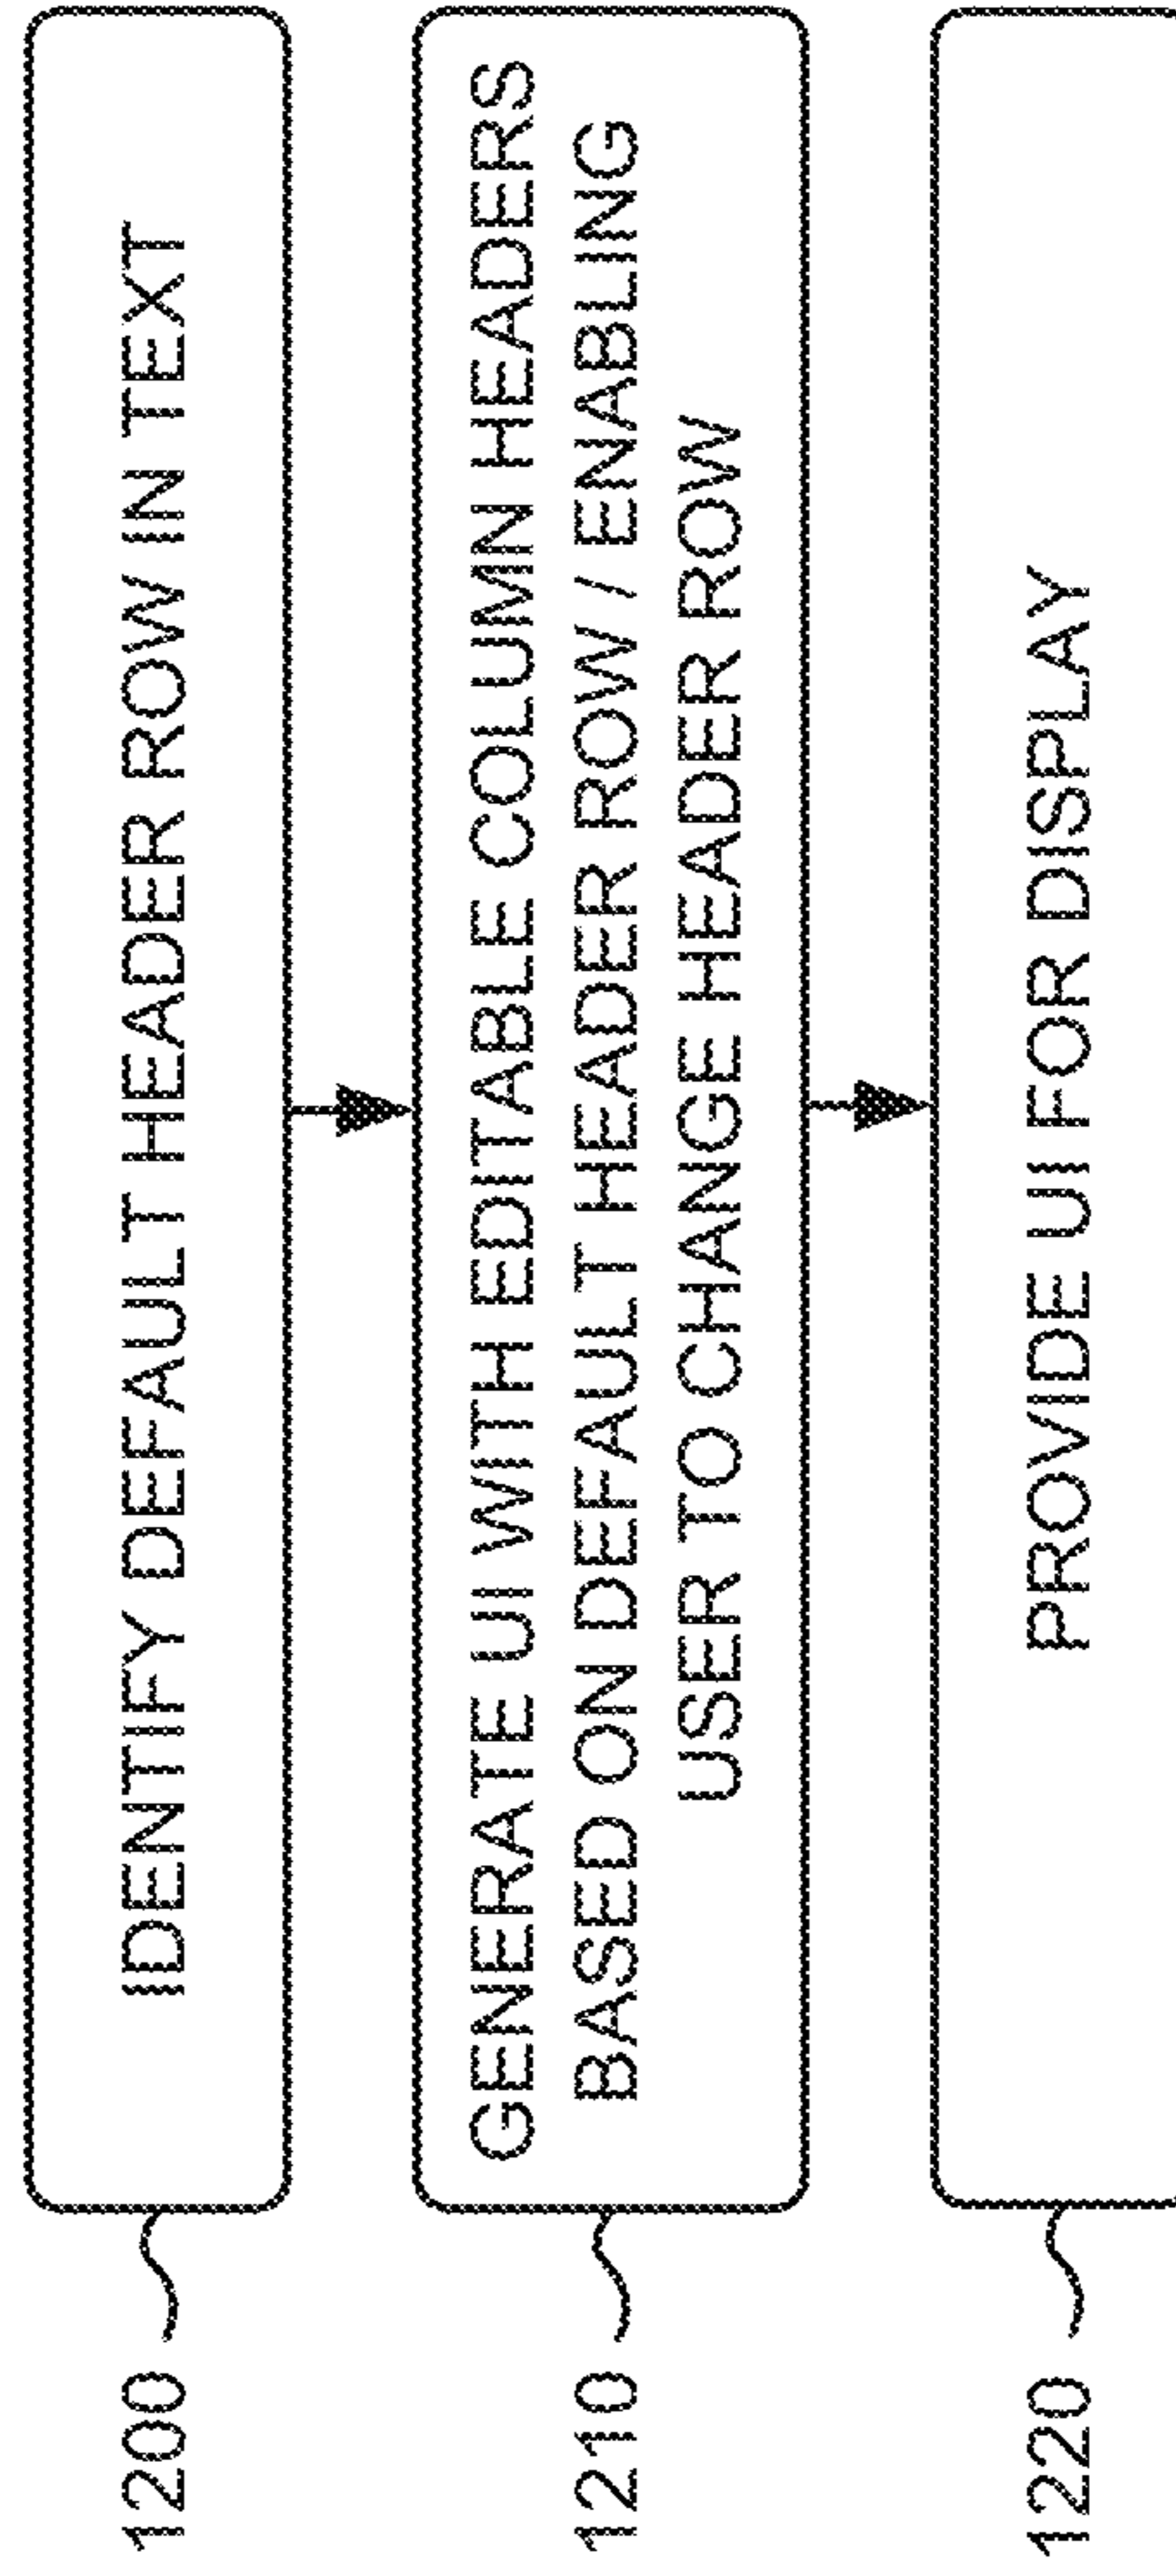 1200
IDENTIFY DEFAULT HEADER ROW IN TEXT
1210
GENERATE UI WITH EDITABLE COLUMN HEADERS
BASED ON DEFAULT HEADER ROW / ENABLING
USER TO CHANGE HEADER ROW
1220
PROVIDE UI FOR DISPLAY